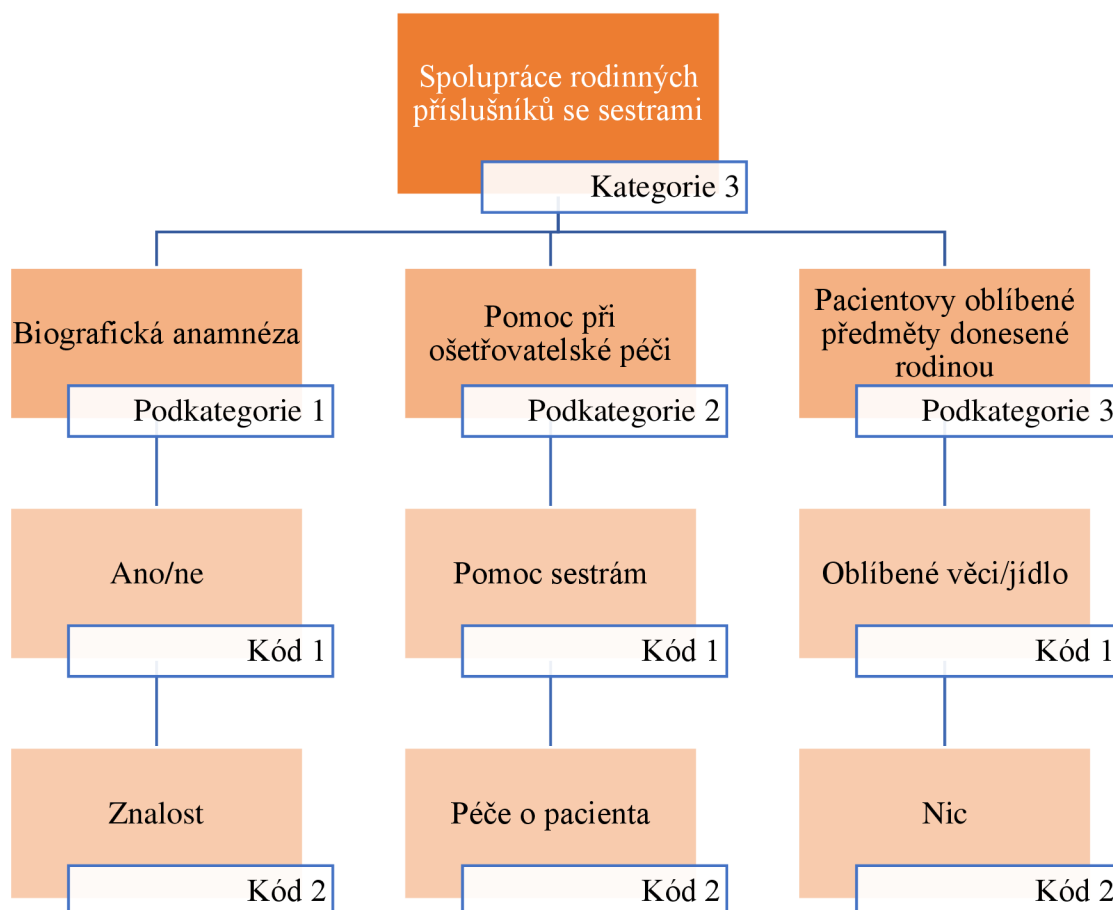 Spolupráce rodinných
příslušníků se sestrami
Kategorie 3
Biografická anamnéza
Podkategorie 1
Pomoc při
ošetřovatelské péči
Podkategorie 2
Pacientovy oblíbené
předměty donesené
rodinou
Podkategorie 3
Ano/ne
Kód 1
Pomoc sestrám
Kód 1
Oblíbené věci/jídlo
Kód 1
Znalost
Kód 2
Péče o pacienta
Kód 2
Nic
Kód 2